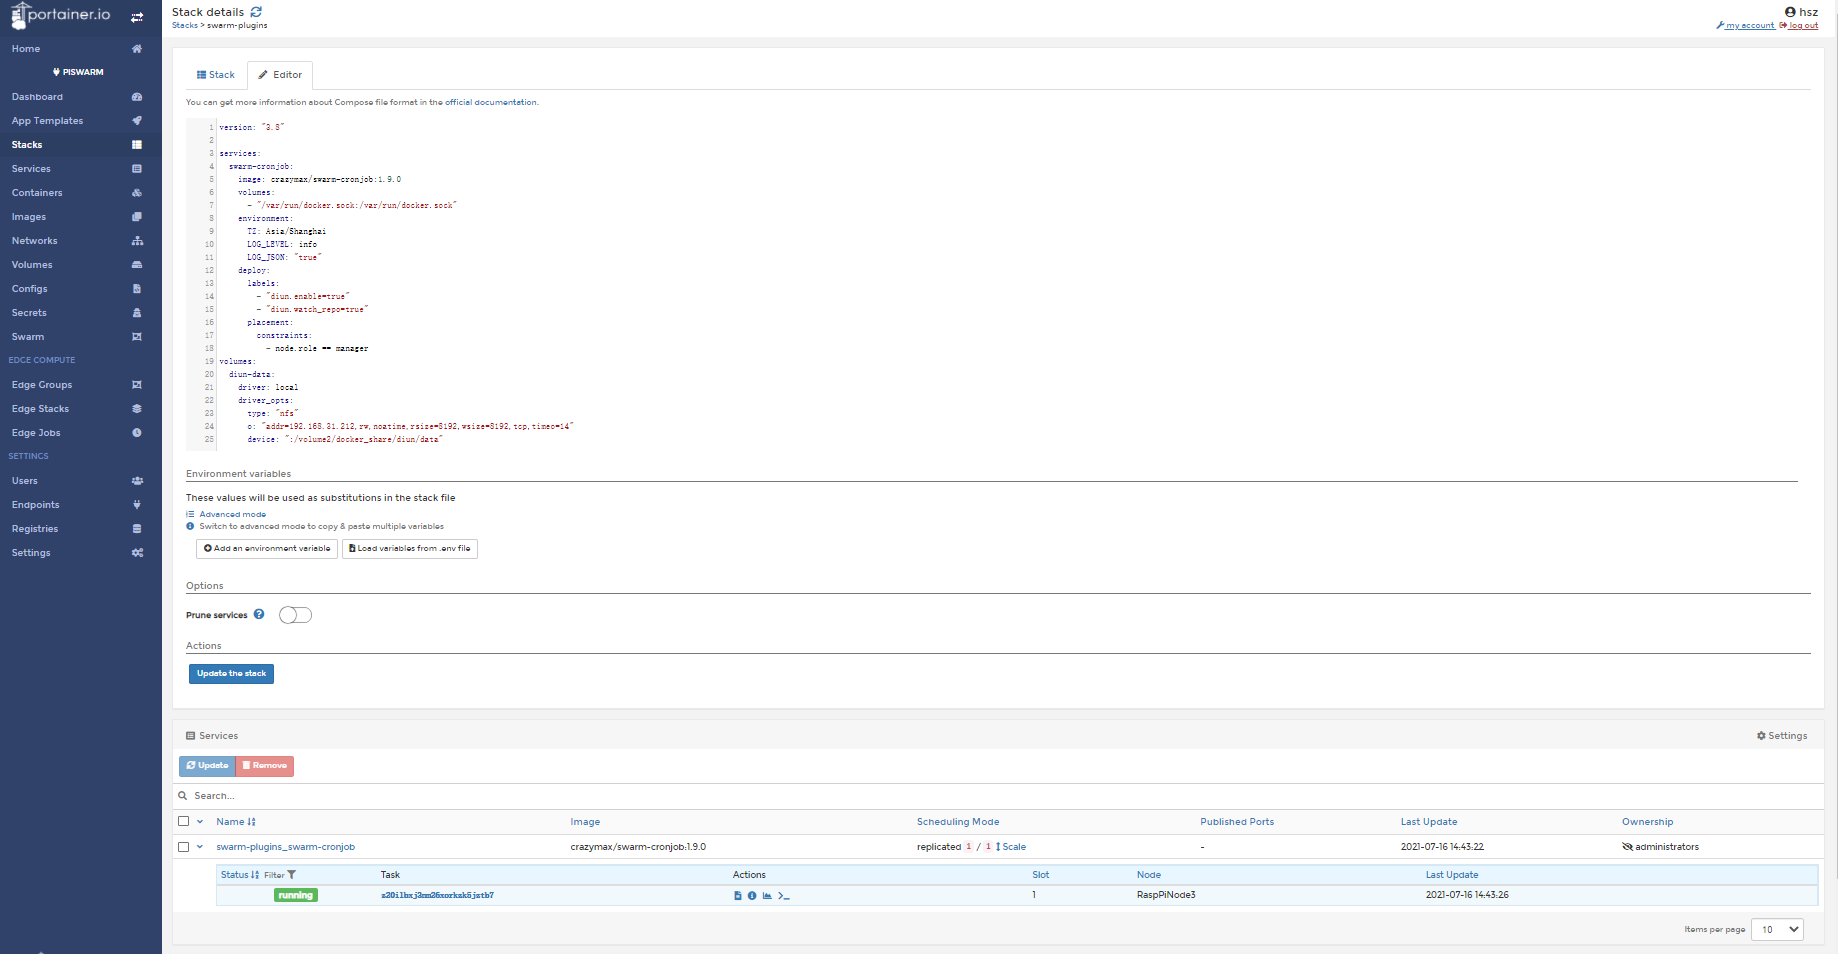 portainer.io
Home
PISWARM
Dashboard
App Templates
Stacks
Services
Containers
Images
Networks
Volumes
Configs
Secrets
Swarm
EDGE COMPUTE
Edge Groups
Edge Stacks
Edge Jobs
SETTINGS
Users
Endpoints
Registries
Settings
Stack details
Stacks > swarm-plugins
hsz
my account log out
Stack Editor
You can get more information about Compose file format in the official documentation.
1 version: "3.8"
2
3 services:
4 swarm-cronjob:
5 image: crazymax/swarm-cronjob:1.9.0
6 volumes:
7 - "/var/run/docker.sock:/var/run/docker.sock"
8 environment:
9 TZ: Asia/Shanghai
10 LOG_LEVEL: info
11 LOG_JSON: "true"
12 deploy:
13 labels:
14 - "diun.enable=true"
15 - "diun.watch_repo=true"
16 placement:
17 constraints:
18 - node.role == manager
19 volumes:
20 diun-data:
21 driver: local
22 driver_opts:
23 type: "nfs"
24 o: "addr=192.168.31.212,rw,noatime,rsize=8192,wsize=8192,tcp,timeo=14"
25 device: ":/volume2/docker_share/diun/data"
Environment variables
These values will be used as substitutions in the stack file
Advanced mode
Switch to advanced mode to copy & paste multiple variables
Add an environment variable Load variables from .env file
Options
Prune services
Actions
Update the stack
Services Settings
Update Remove
Search...
Name Image Scheduling Mode Published Ports Last Update Ownership
swarm-plugins_swarm-cronjob crazymax/swarm-cronjob:1.9.0 replicated 1 / 1 Scale - 2021-07-16 14:43:22 administrators
Status Filter Task Actions Slot Node Last Update
running 1 RaspPiNode3 2021-07-16 14:43:26
Items per page 10